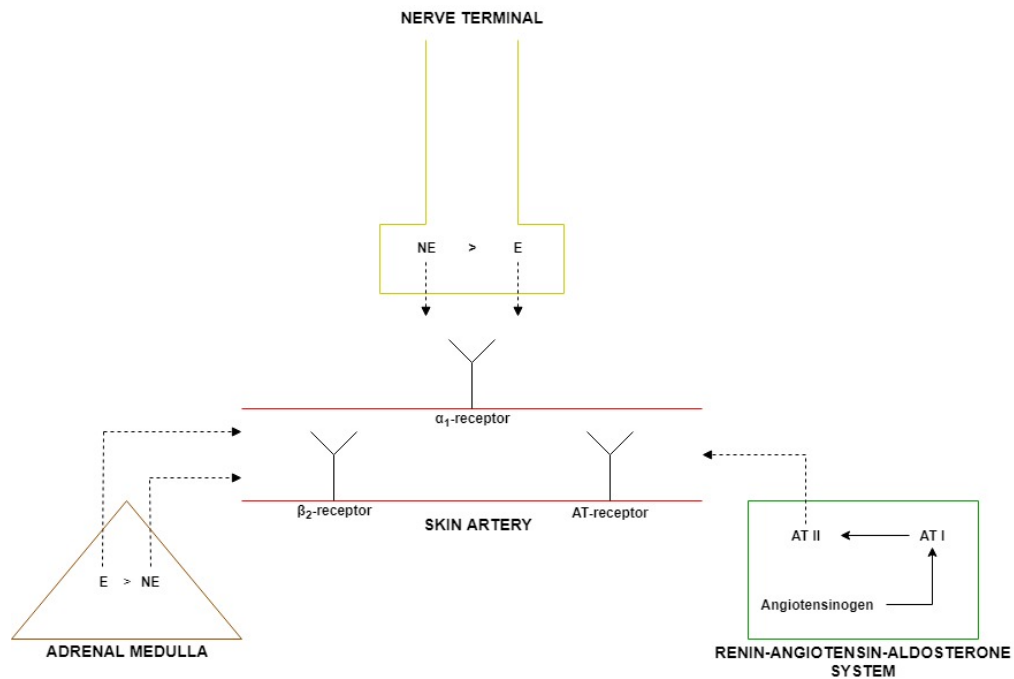 NERVE TERMINAL
NE > E
α₁-receptor
β₂-receptor
AT-receptor
SKIN ARTERY
E > NE
ADRENAL MEDULLA
AT II
AT I
Angiotensinogen
RENIN-ANGIOTENSIN-ALDOSTERONE
SYSTEM